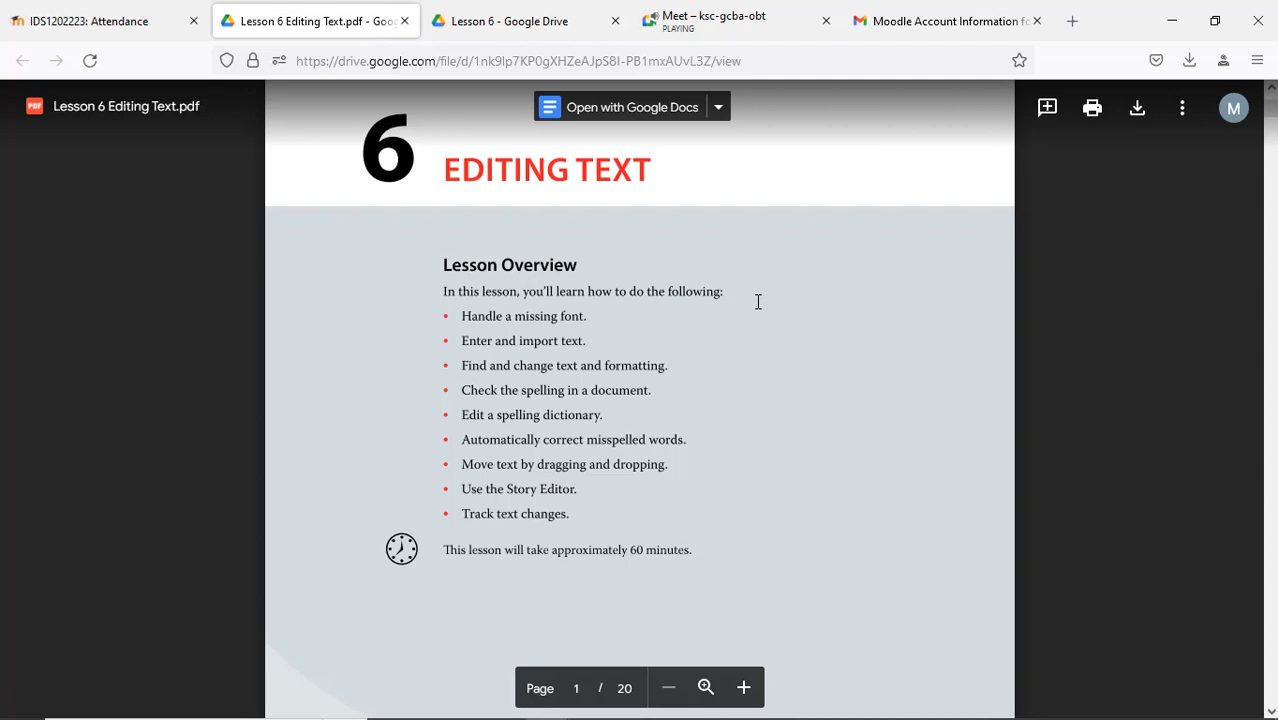 IDS1202223: Attendance
Lesson 6 Editing Text.pdf - Goo
Lesson 6 - Google Drive
Meet – ksc-gcba-obt
PLAYING
Moodle Account Information fo
https://drive.google.com/file/d/1nk9lp7KP0gXHZeAJpS8I-PB1mxAUvL3Z/view
PDF
Lesson 6 Editing Text.pdf
Open with Google Docs
M
6
EDITING TEXT
Lesson Overview
In this lesson, you'll learn how to do the following:
• Handle a missing font.
• Enter and import text.
• Find and change text and formatting.
• Check the spelling in a document.
• Edit a spelling dictionary.
• Automatically correct misspelled words.
• Move text by dragging and dropping.
• Use the Story Editor.
• Track text changes.
This lesson will take approximately 60 minutes.
Page 1 / 20